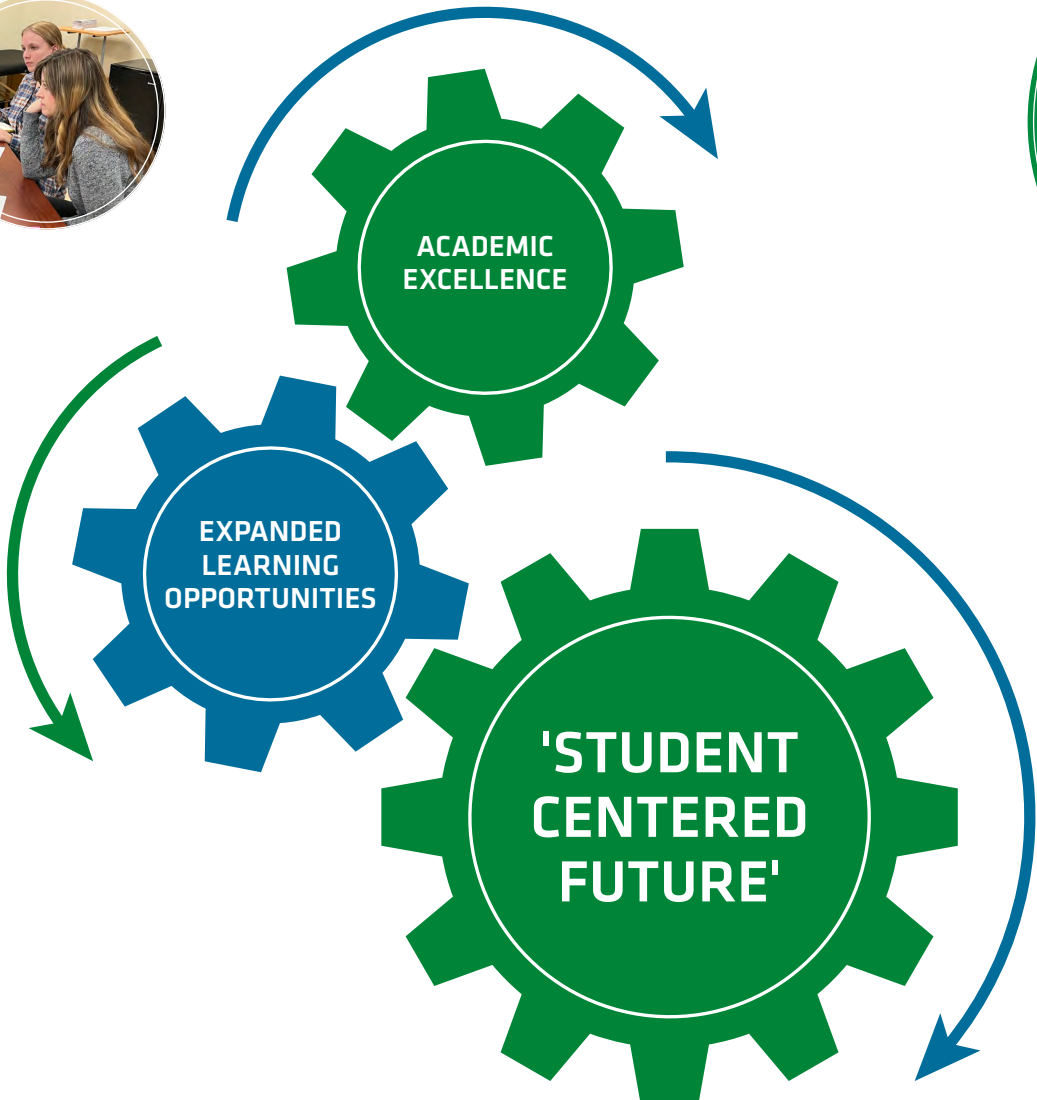 ACADEMIC
EXCELLENCE
EXPANDED
LEARNING
OPPORTUNITIES
'STUDENT
CENTERED
FUTURE'